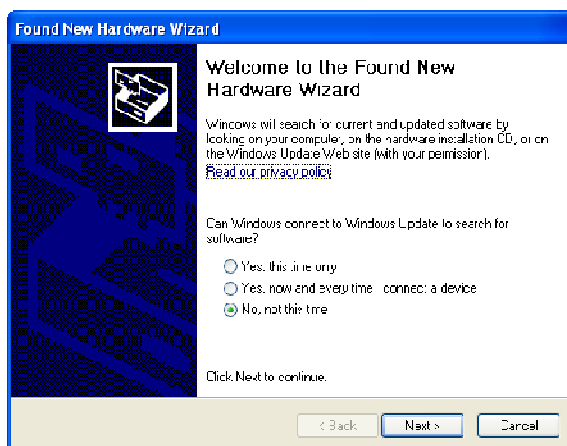 Found New Hardware Wizard
Welcome to the Found New
Hardware Wizard
Windows will search for current and updated software by
looking on your computer, on the hardware installation CD, or on
the Windows Update Web site (with your permission).
Read our privacy policy
Can Windows connect to Windows Update to search for
software?
Yes, this time only
Yes, now and every time I connect a device
No, not this time
Click Next to continue.
< Back
Next >
Cancel